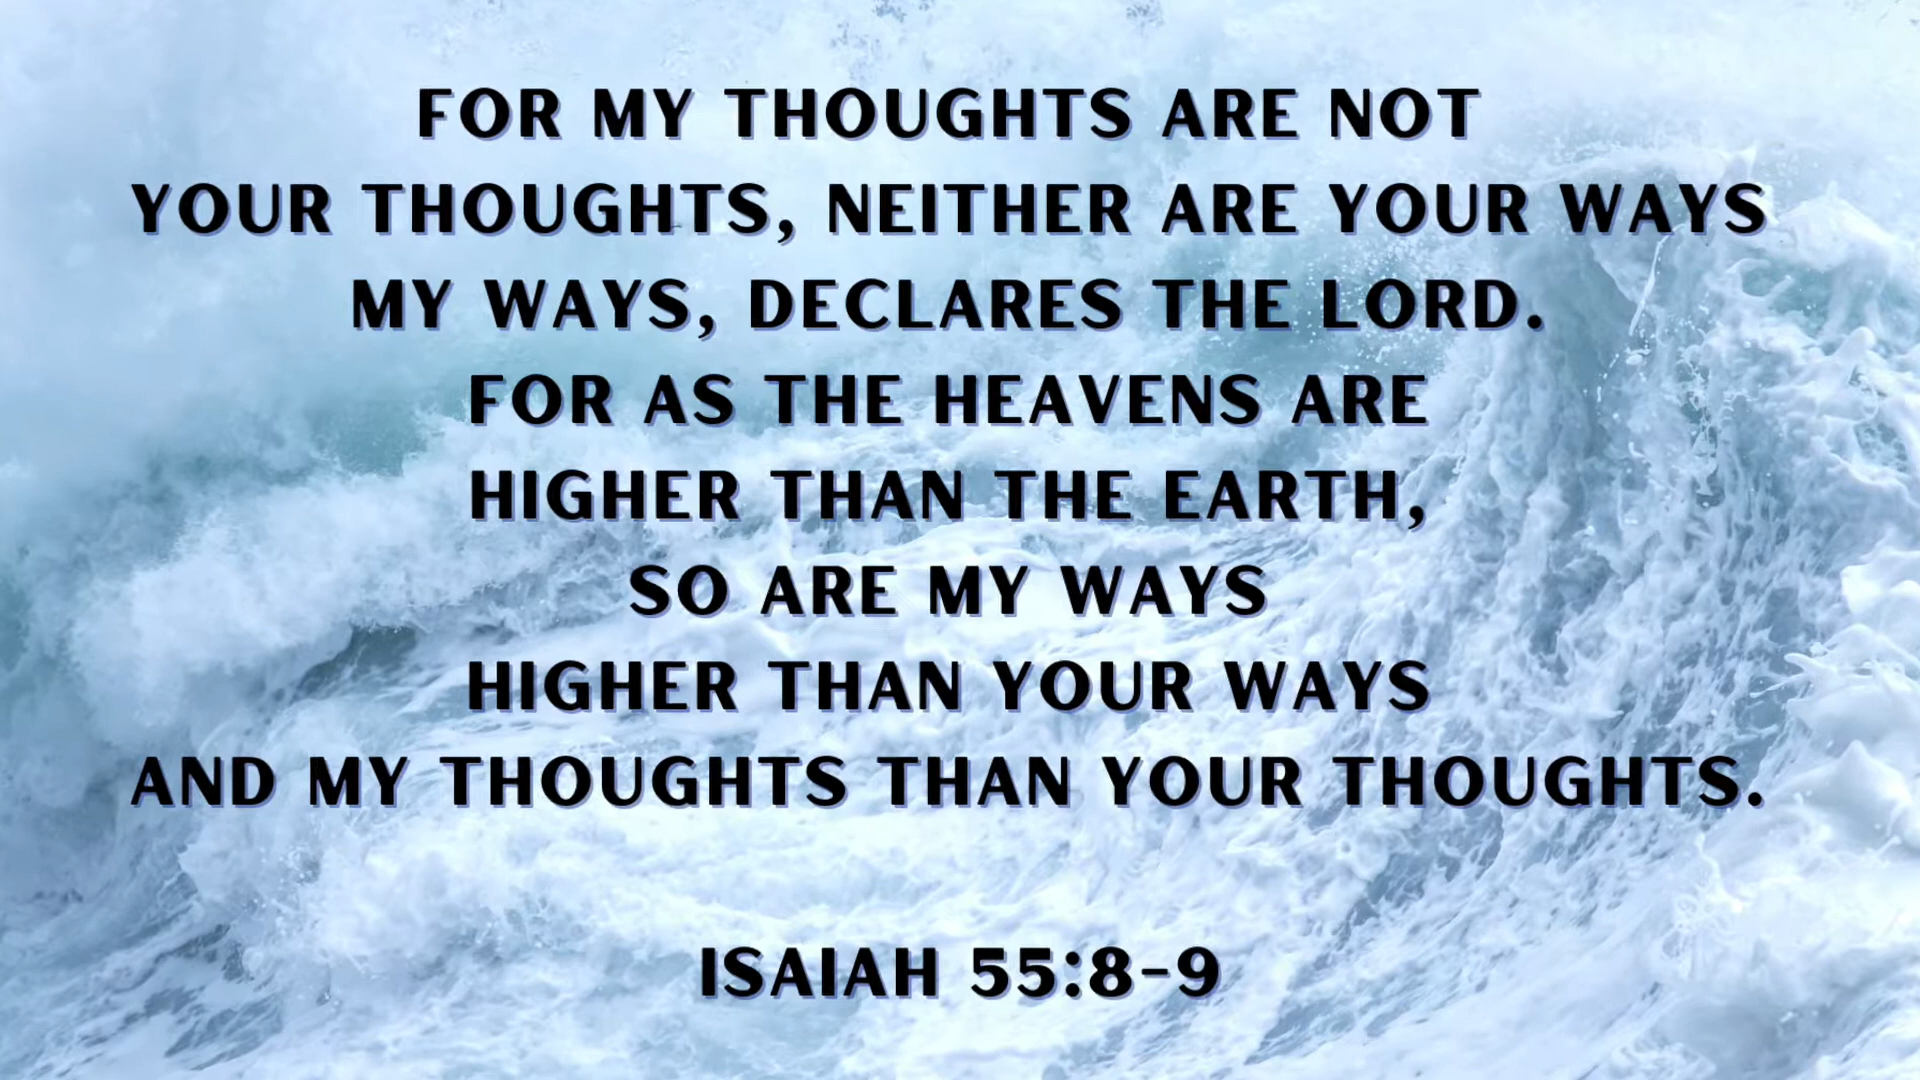 FOR MY THOUGHTS ARE NOT
YOUR THOUGHTS, NEITHER ARE YOUR WAYS
MY WAYS, DECLARES THE LORD.
FOR AS THE HEAVENS ARE
HIGHER THAN THE EARTH,
SO ARE MY WAYS
HIGHER THAN YOUR WAYS
AND MY THOUGHTS THAN YOUR THOUGHTS.
ISAIAH 55:8-9